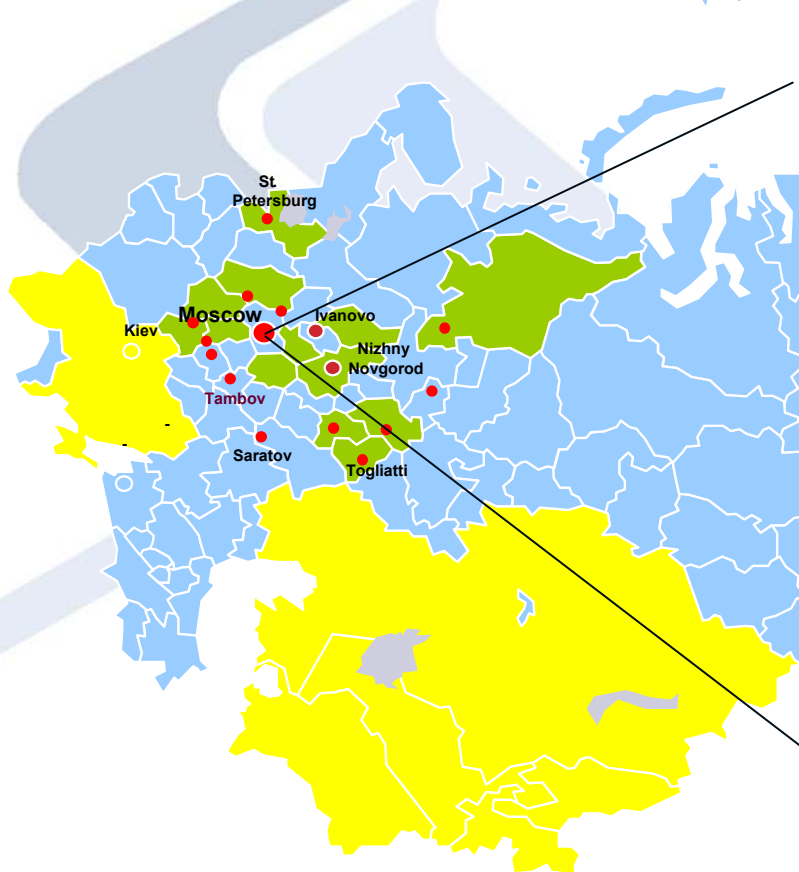 St.
Petersburg
Moscow
Ivanovo
Kiev
Nizhny
Novgorod
Tambov
Saratov
Togliatti
-
-